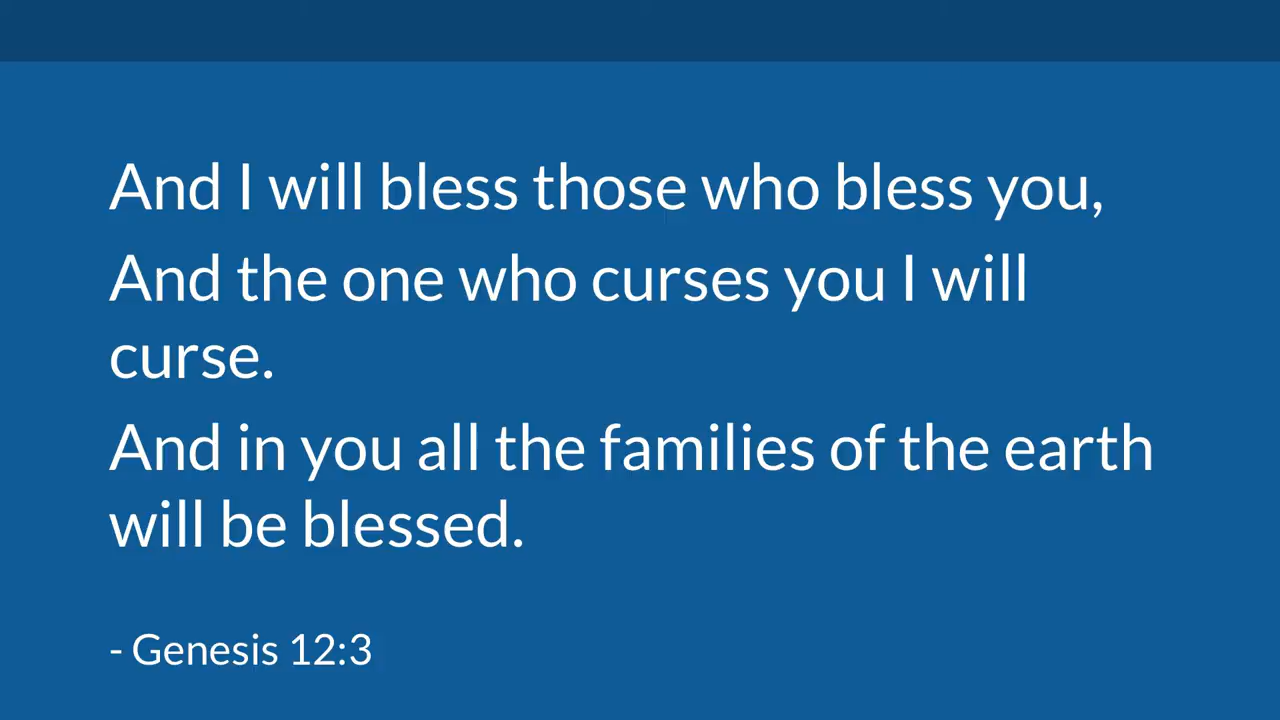 And I will bless those who bless you,
And the one who curses you I will
curse.
And in you all the families of the earth
will be blessed.
- Genesis 12:3